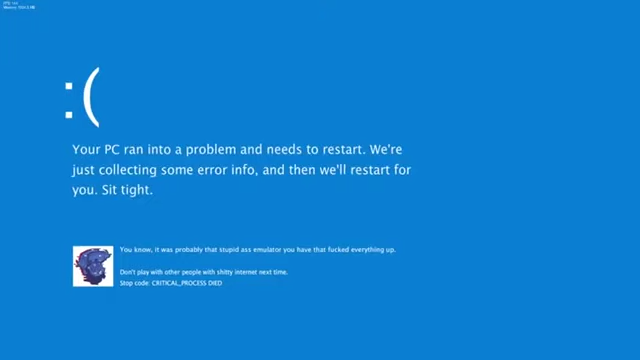 :(
Your PC ran into a problem and needs to restart. We're
just collecting some error info, and then we'll restart for
you. Sit tight.
You know, it was probably that stupid ass emulator you have that fucked everything up.
Don't play with other people with shitty internet next time.
Stop code: CRITICAL_PROCESS DIED